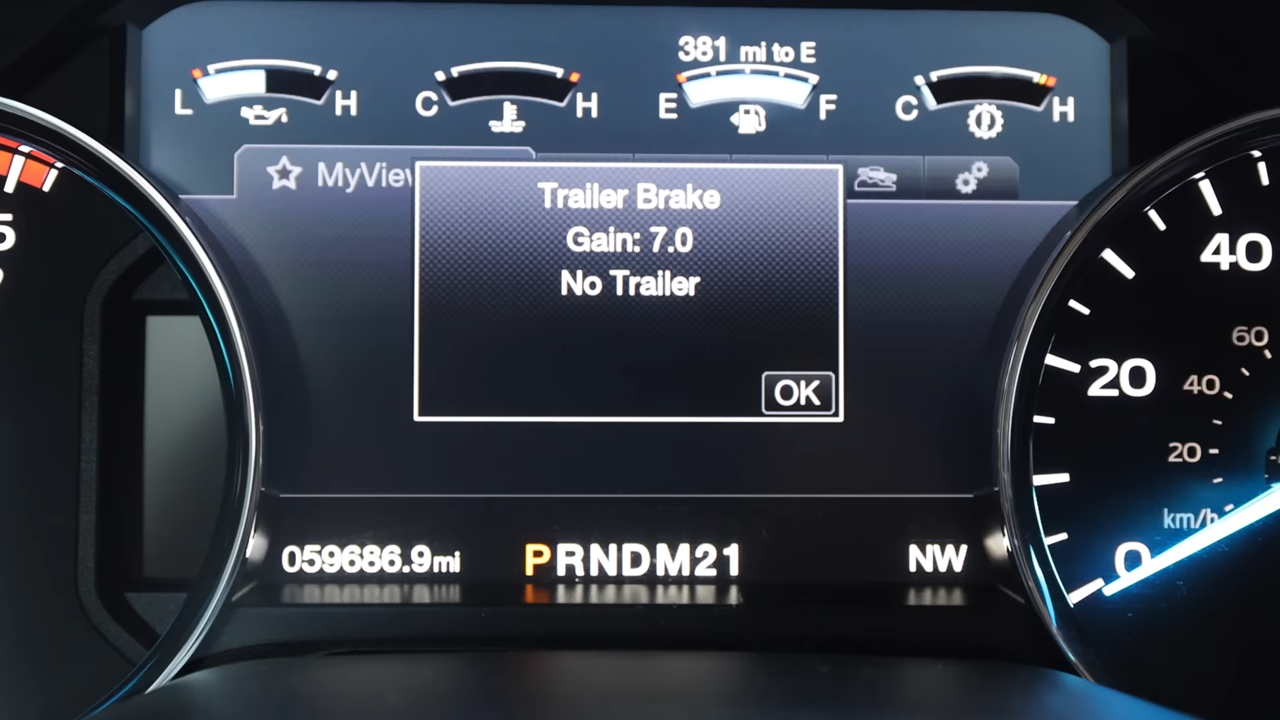 381 mi to E
L H C H E F C H
MyView
Trailer Brake
Gain: 7.0
No Trailer
OK
5
40
60
20
40
20
km/h
0
059686.9mi
PRNDM21
NW